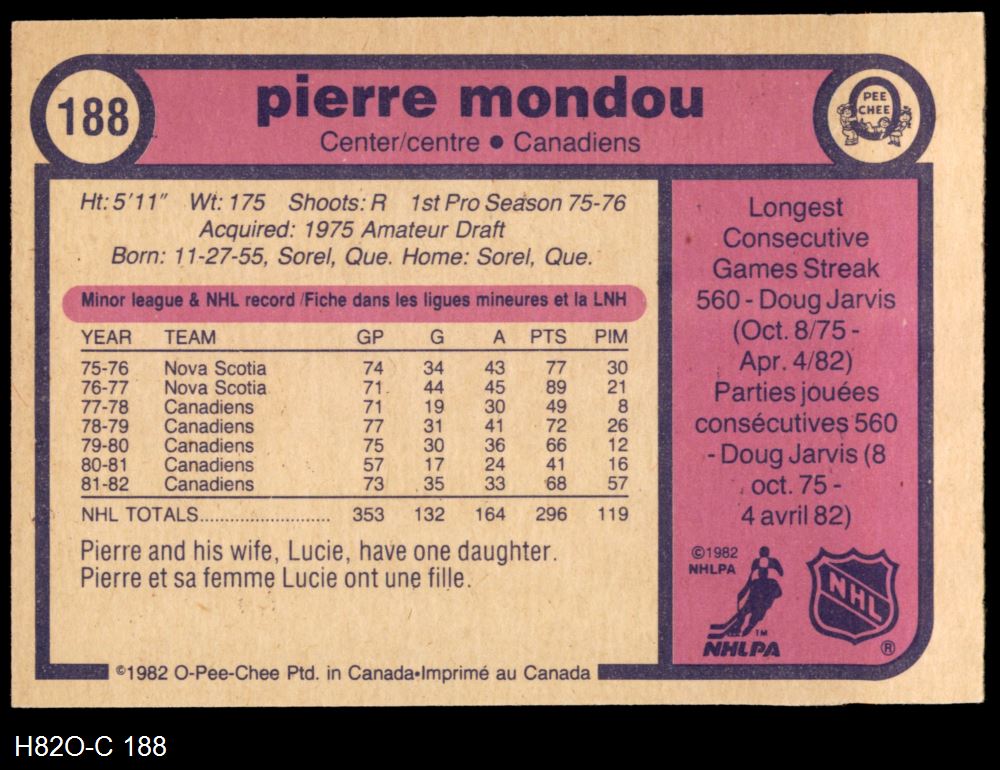 188
pierre mondou
Center/centre • Canadiens
PEE
CHEE
Ht: 5'11" Wt: 175 Shoots: R 1st Pro Season 75-76
Acquired: 1975 Amateur Draft
Born: 11-27-55, Sorel, Que. Home: Sorel, Que.
Minor league & NHL record /Fiche dans les ligues mineures et la LNH
YEAR TEAM GP G A PTS PIM
75-76 Nova Scotia 74 34 43 77 30
76-77 Nova Scotia 71 44 45 89 21
77-78 Canadiens 71 19 30 49 8
78-79 Canadiens 77 31 41 72 26
79-80 Canadiens 75 30 36 66 12
80-81 Canadiens 57 17 24 41 16
81-82 Canadiens 73 35 33 68 57
NHL TOTALS.......................... 353 132 164 296 119
Pierre and his wife, Lucie, have one daughter.
Pierre et sa femme Lucie ont une fille.
©1982 O-Pee-Chee Ptd. in Canada•Imprimé au Canada
Longest
Consecutive
Games Streak
560 - Doug Jarvis
(Oct. 8/75 -
Apr. 4/82)
Parties jouées
consécutives 560
- Doug Jarvis (8
oct. 75 -
4 avril 82)
©1982
NHLPA
TM
NHLPA
NHL
®
H82O-C 188